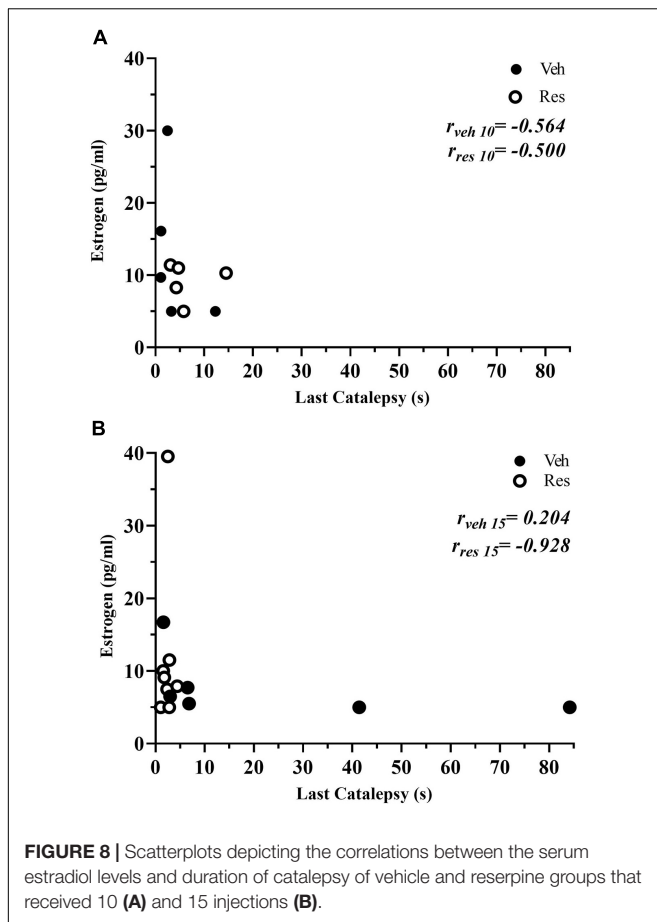 A
Veh
Res
r veh 10= -0.564
r res 10= -0.500
Estrogen (pg/ml)
40
30
20
10
0
0 10 20 30 40 50 60 70 80
Last Catalepsy (s)
B
Veh
Res
r veh 15= 0.204
r res 15= -0.928
Estrogen (pg/ml)
40
30
20
10
0
0 10 20 30 40 50 60 70 80
Last Catalepsy (s)
FIGURE 8 | Scatterplots depicting the correlations between the serum
estradiol levels and duration of catalepsy of vehicle and reserpine groups that
received 10 (A) and 15 injections (B).